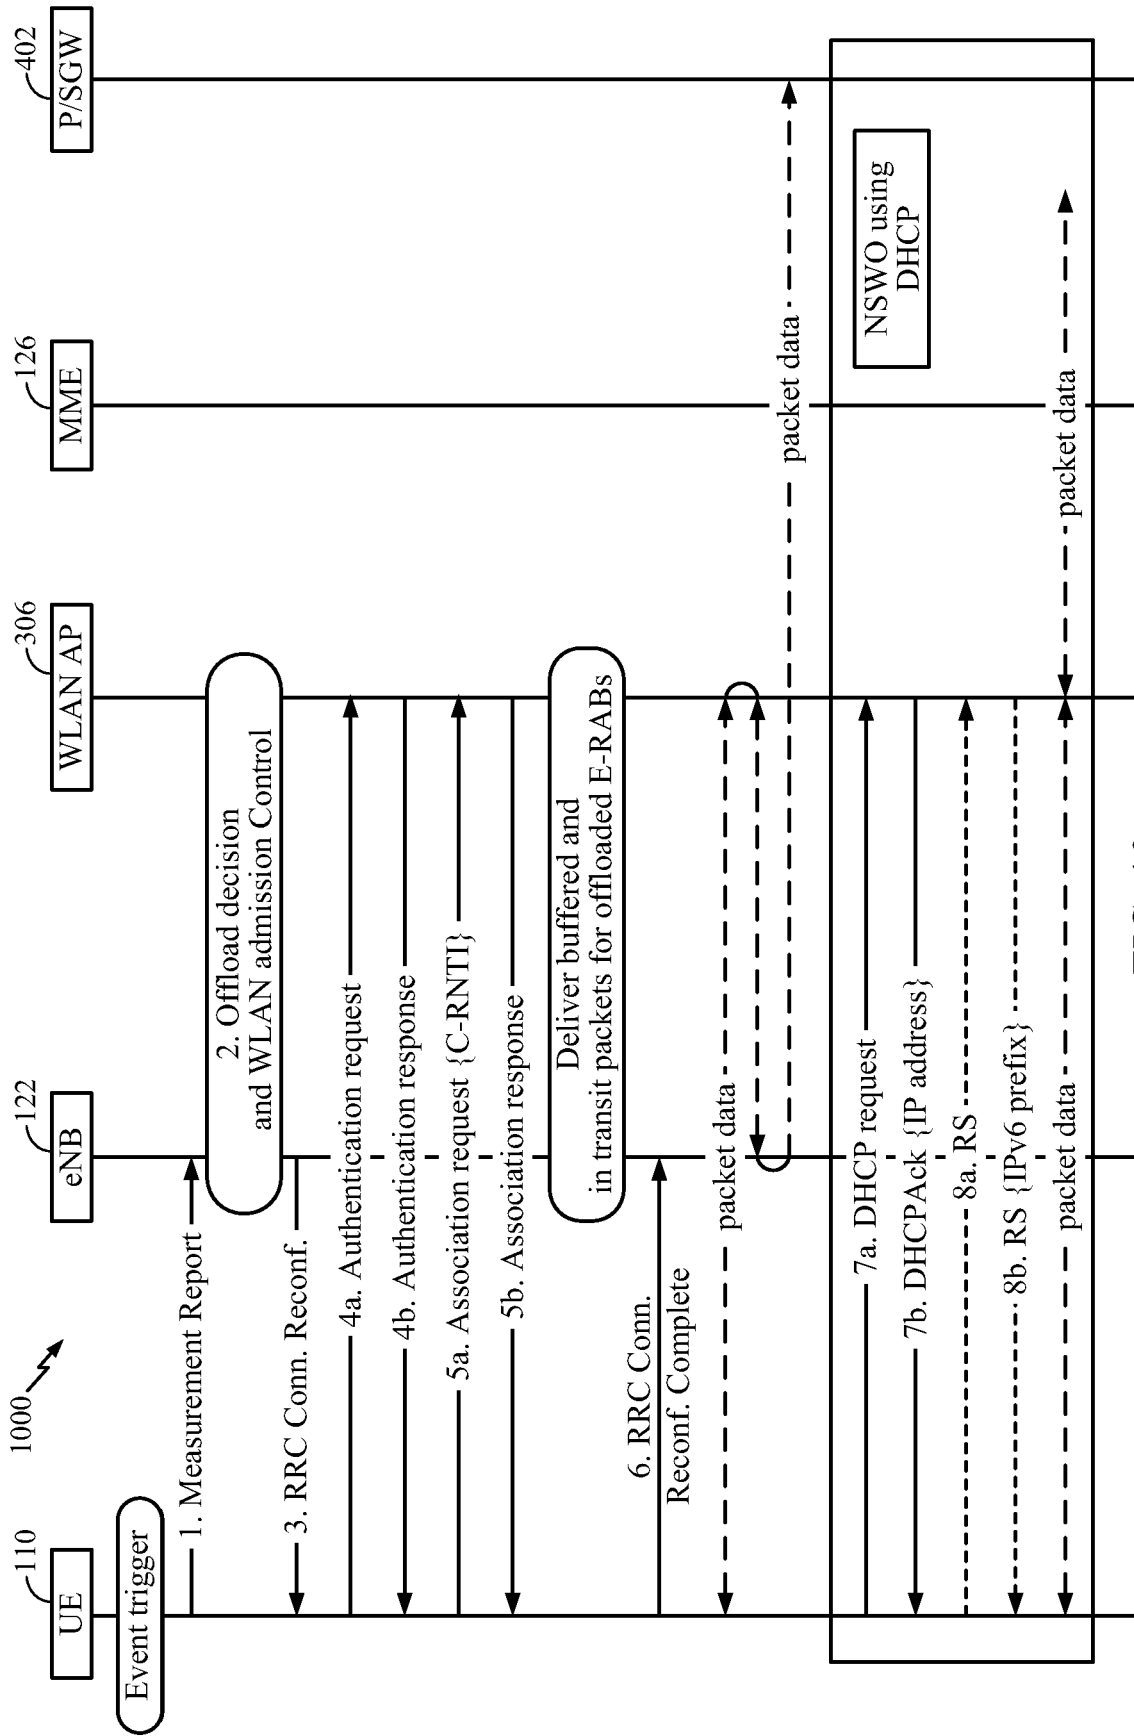 1000
110
122
306
126
402
UE
eNB
WLAN AP
MME
P/SGW
Event trigger
1. Measurement Report
2. Offload decision
and WLAN admission Control
3. RRC Conn. Reconf.
4a. Authentication request
4b. Authentication response
5a. Association request {C-RNTI}
5b. Association response
Deliver buffered and
in transit packets for offloaded E-RABs
6. RRC Conn.
Reconf. Complete
packet data
packet data
NSWO using
DHCP
7a. DHCP request
7b. DHCPAck {IP address}
8a. RS
8b. RS {IPv6 prefix}
packet data
packet data